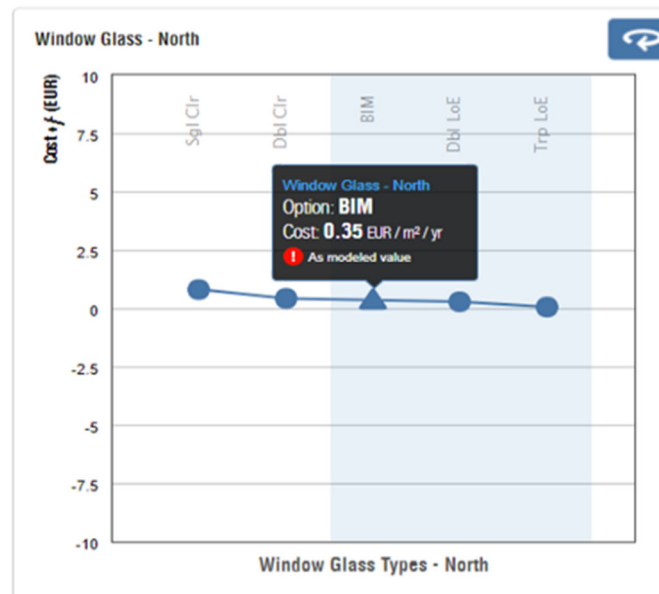 Window Glass - North
Cost • ƒ (EUR)
10
7.5
5
2.5
0
-2.5
-5
-7.5
-10
Sgl Clr
Dbl Clr
BIM
Dbl LoE
Trp LoE
Window Glass - North
Option: BIM
Cost: 0.35 EUR / m² / yr
! As modeled value
Window Glass Types - North